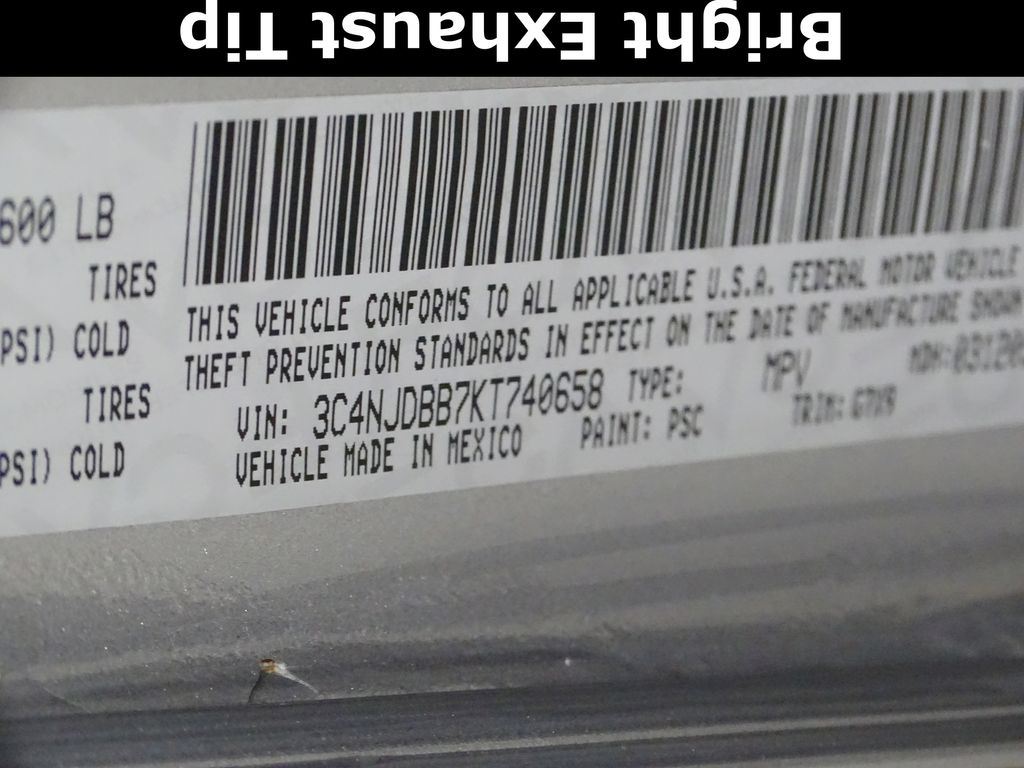 Bright Exhaust Tip
600 LB
TIRES
PSI) COLD
TIRES
PSI) COLD
THIS VEHICLE CONFORMS TO ALL APPLICABLE U.S.A. FEDERAL MOTOR VEHICLE
THEFT PREVENTION STANDARDS IN EFFECT ON THE DATE OF MANUFACTURE SHOWN
VIN: 3C4NJDBB7KT740658 TYPE: MPV
VEHICLE MADE IN MEXICO PAINT: PSC TRIM: